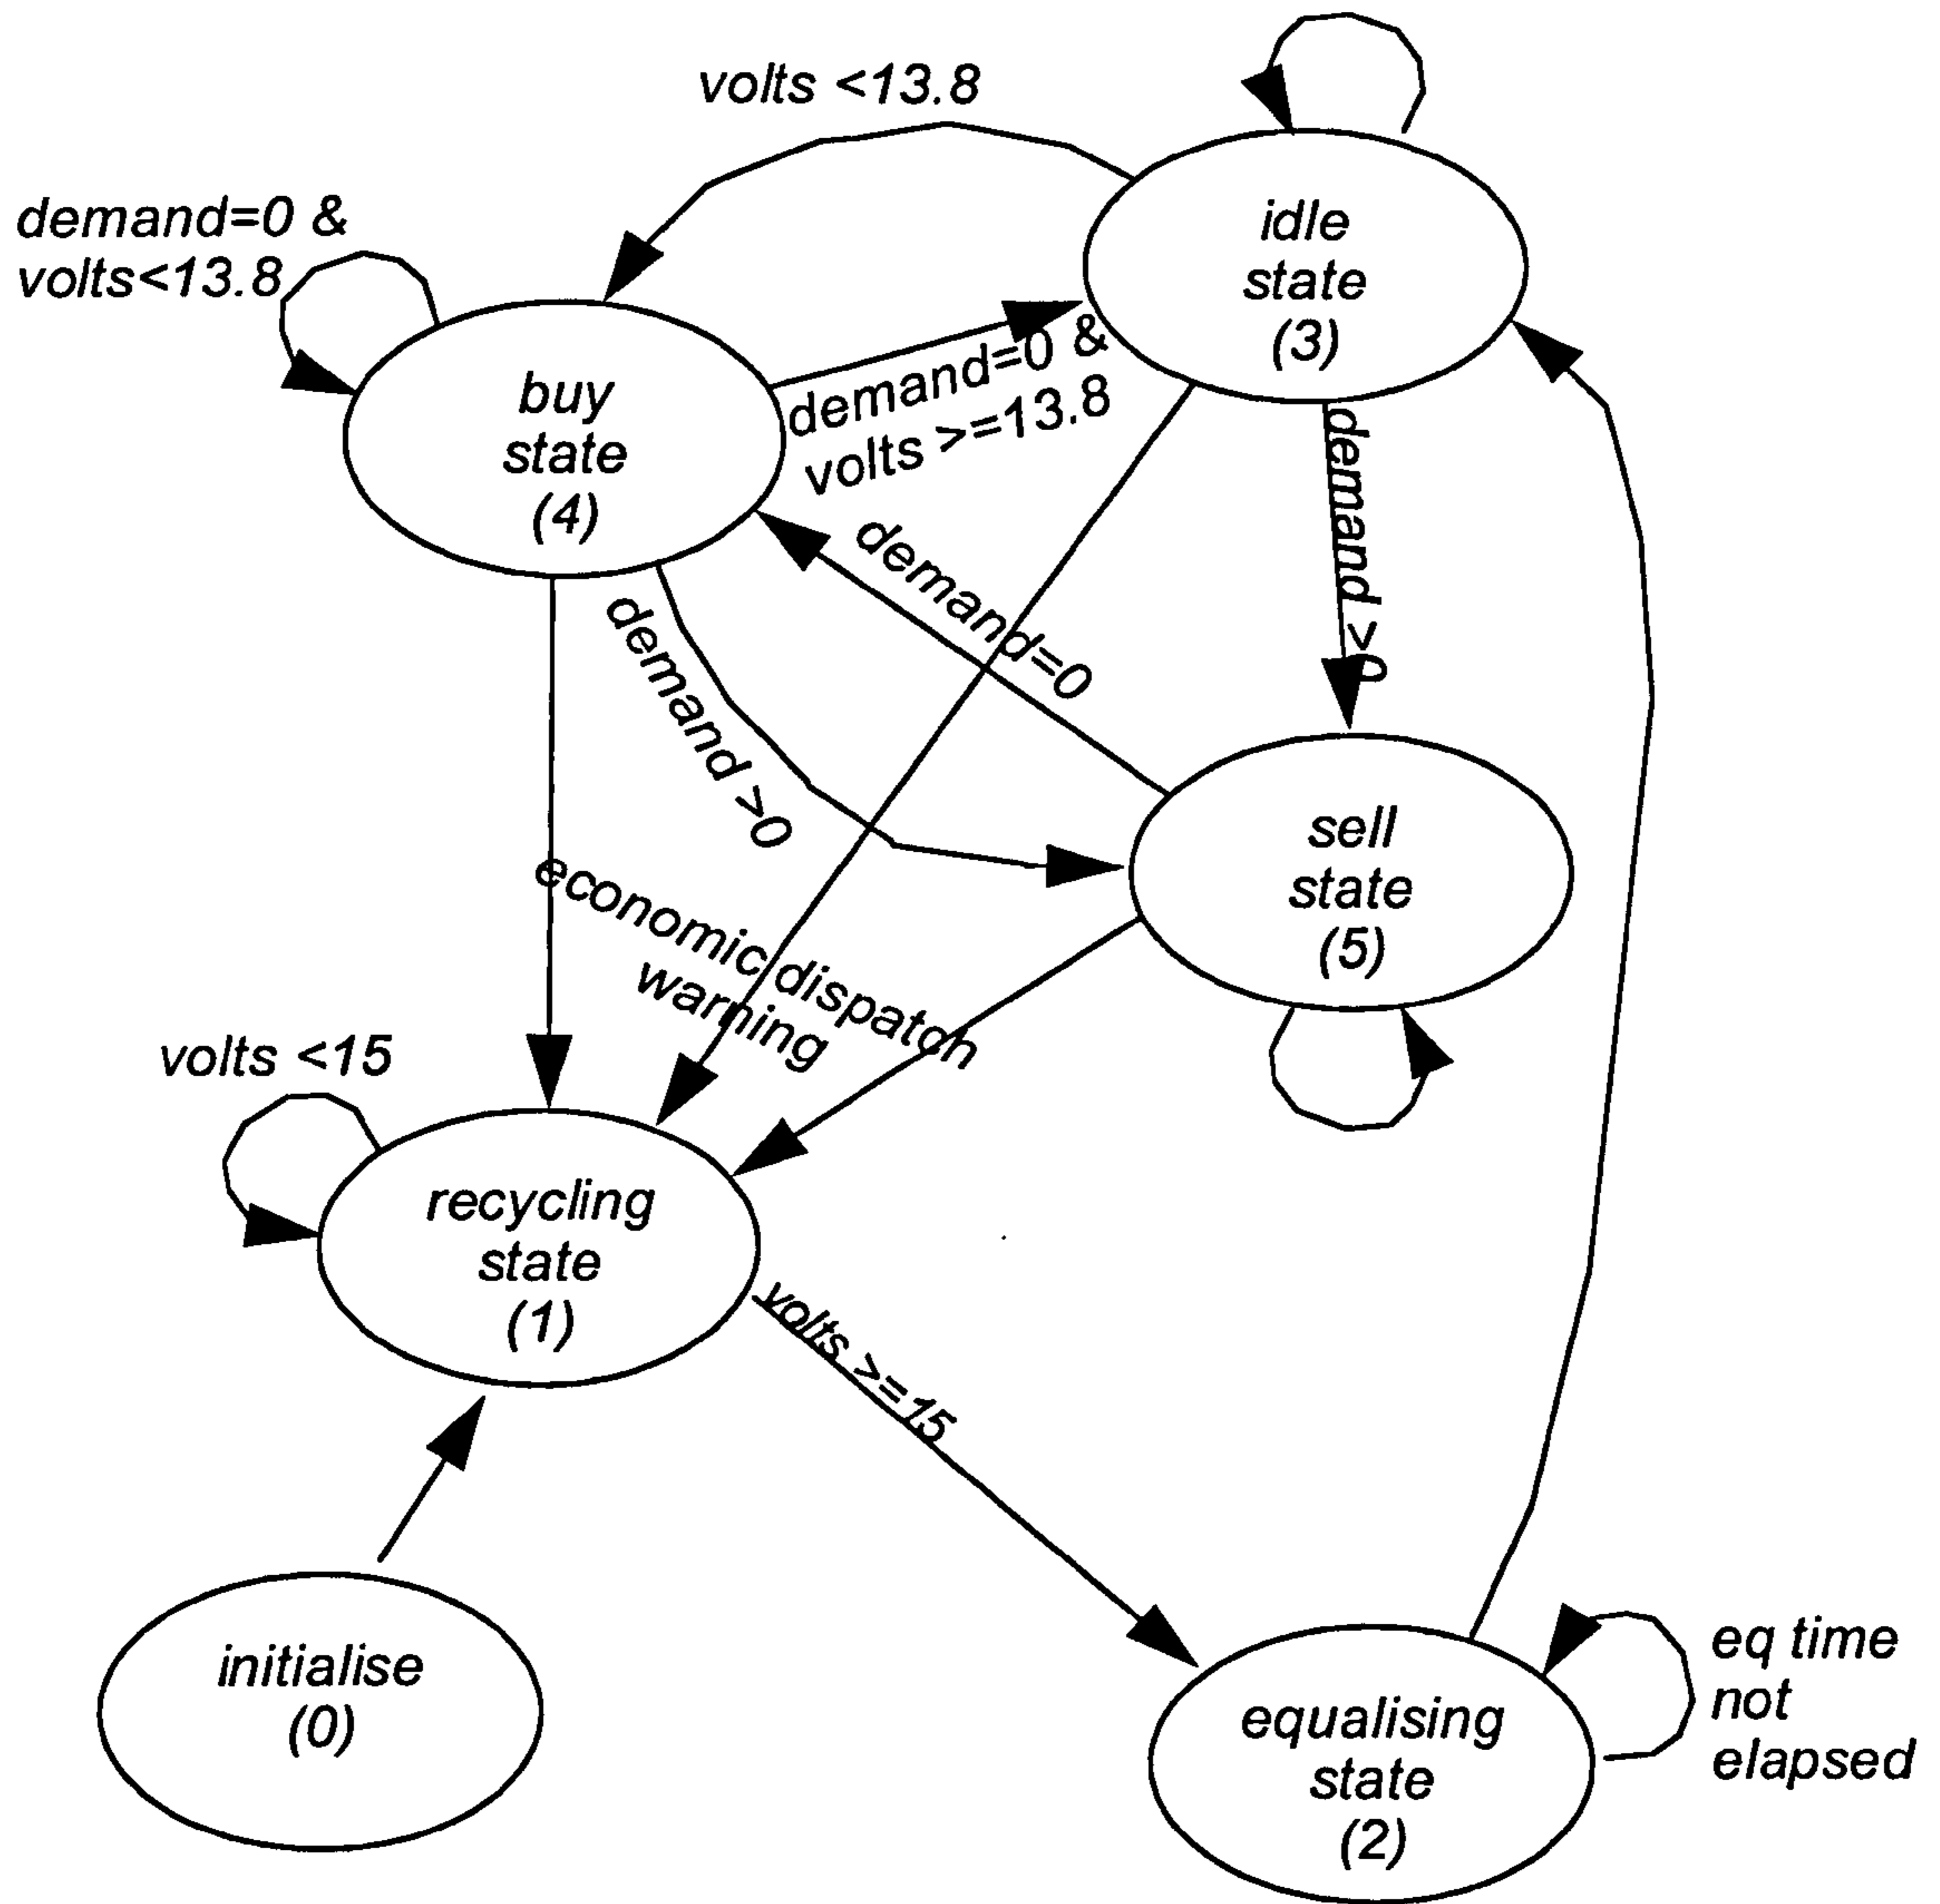 volts <13.8
demand=0 &
volts<13.8
idle
state
(3)
buy
state
(4)
demand=0 &
volts >=13.8
demand >0
demand=0
demand >0
sell
state
(5)
economic dispatch
warning
volts <15
recycling
state
(1)
volts >=15
initialise
(0)
equalising
state
(2)
eq time
not
elapsed